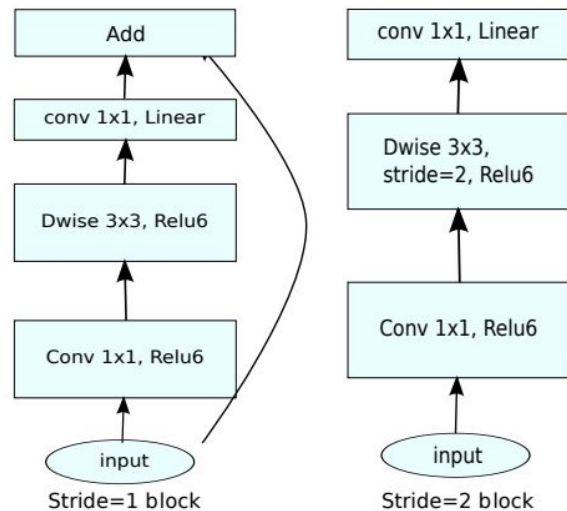 Add
conv 1x1, Linear
Dwise 3x3, Relu6
Conv 1x1, Relu6
input
Stride=1 block
conv 1x1, Linear
Dwise 3x3,
stride=2, Relu6
Conv 1x1, Relu6
input
Stride=2 block